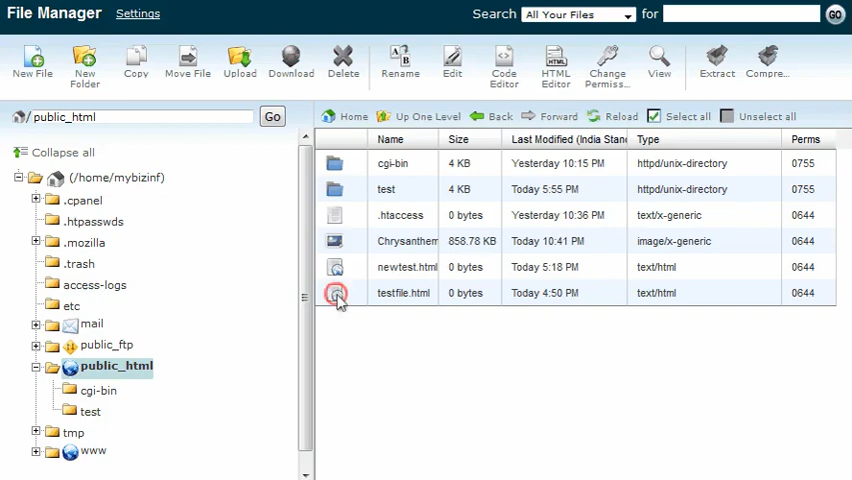 File Manager Settings Search All Your Files for GO
New File New Folder Copy Move File Upload Download Delete Rename Edit Code Editor HTML Editor Change Permiss... View Extract Compre...
/ public_html Go
Home Up One Level Back Forward Reload Select all Unselect all
Collapse all
(/home/mybizinf)
.cpanel
.htpasswds
.mozilla
.trash
access-logs
etc
mail
public_ftp
public_html
cgi-bin
test
tmp
www
Name Size Last Modified (India Stand Type Perms
cgi-bin 4 KB Yesterday 10:15 PM httpd/unix-directory 0755
test 4 KB Today 5:55 PM httpd/unix-directory 0755
.htaccess 0 bytes Yesterday 10:36 PM text/x-generic 0644
Chrysanthem 858.78 KB Today 10:41 PM image/x-generic 0644
newtest.html 0 bytes Today 5:18 PM text/html 0644
testfile.html 0 bytes Today 4:50 PM text/html 0644